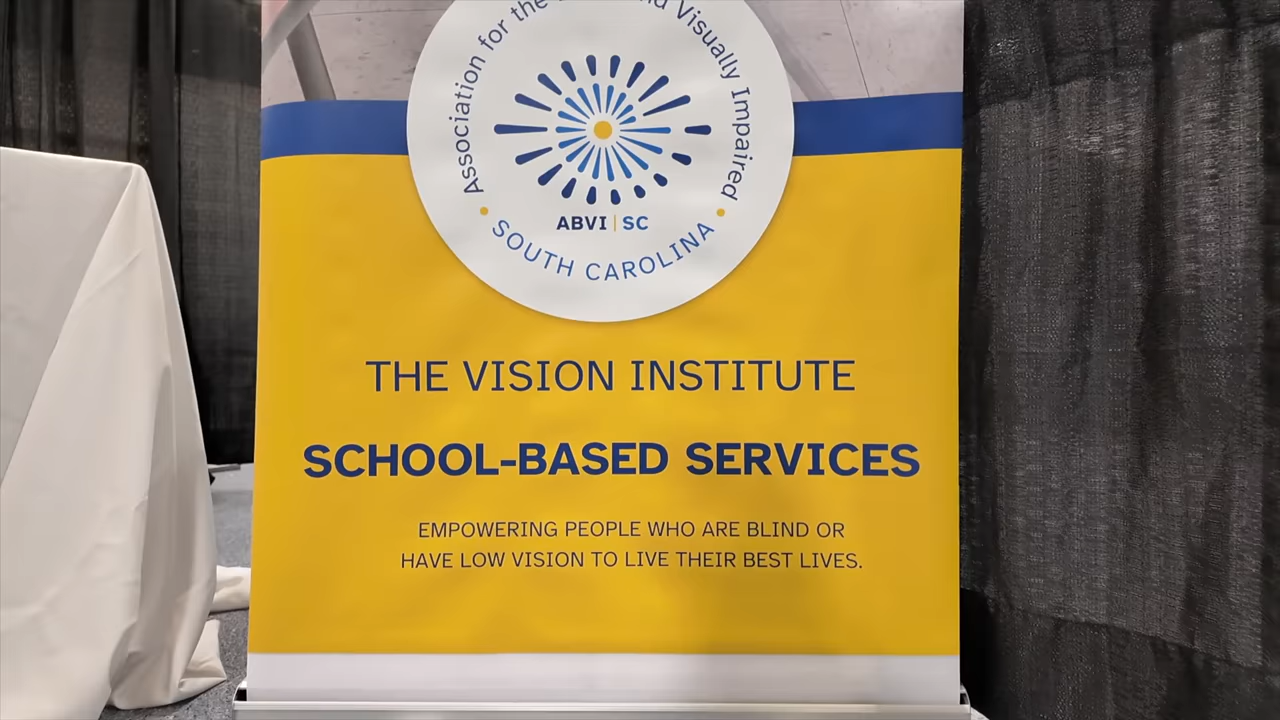 Association for the Visually Impaired
ABVI | SC
SOUTH CAROLINA
THE VISION INSTITUTE
SCHOOL-BASED SERVICES
EMPOWERING PEOPLE WHO ARE BLIND OR
HAVE LOW VISION TO LIVE THEIR BEST LIVES.